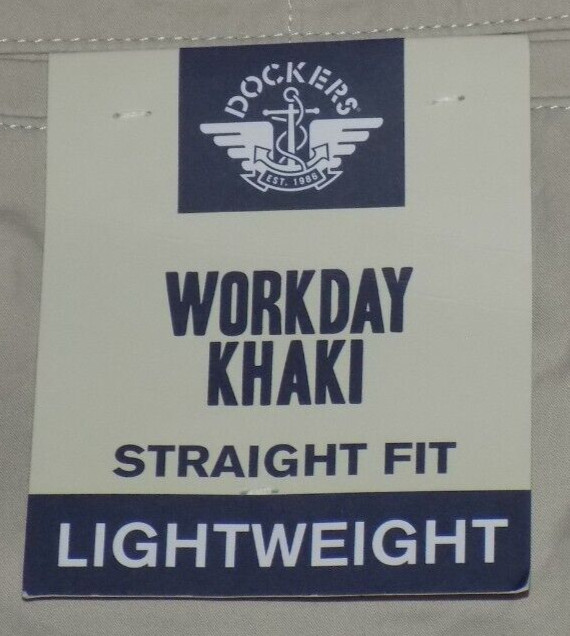 DOCKERS®
EST. 1986
WORKDAY
KHAKI
STRAIGHT FIT
LIGHTWEIGHT